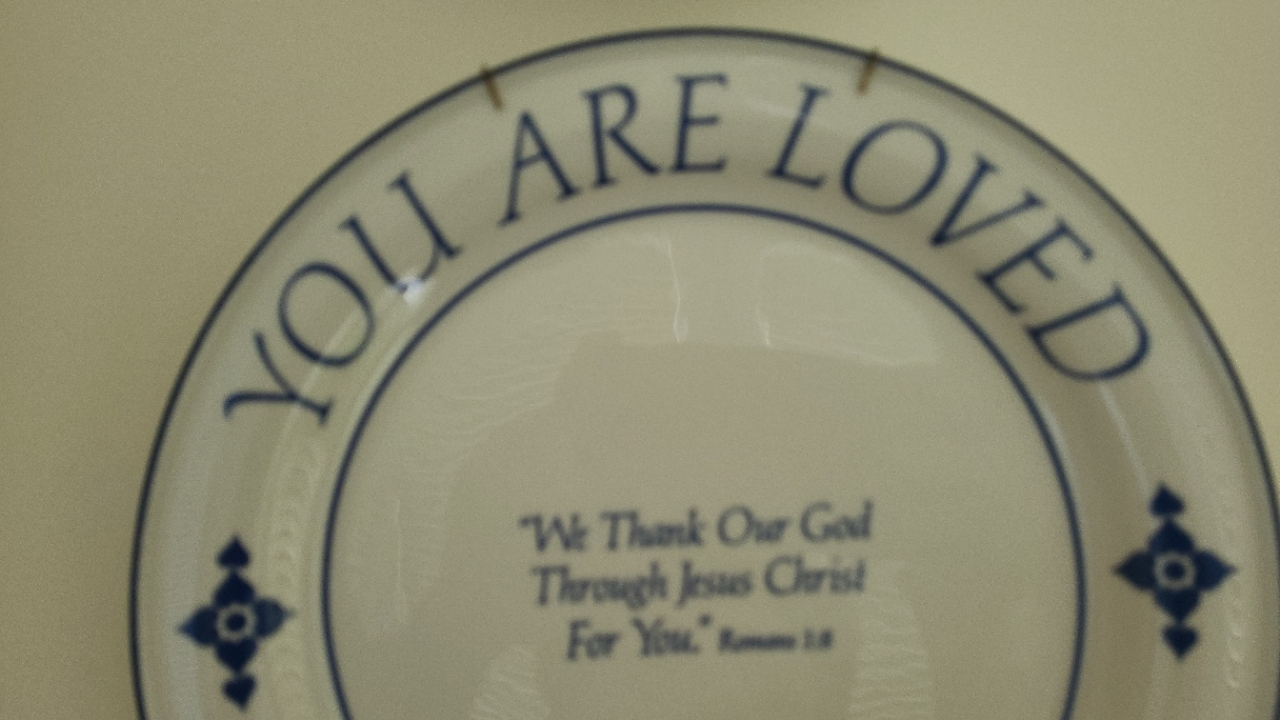 YOU ARE LOVED
"We Thank Our God
Through Jesus Christ
For You." Romans 1:8